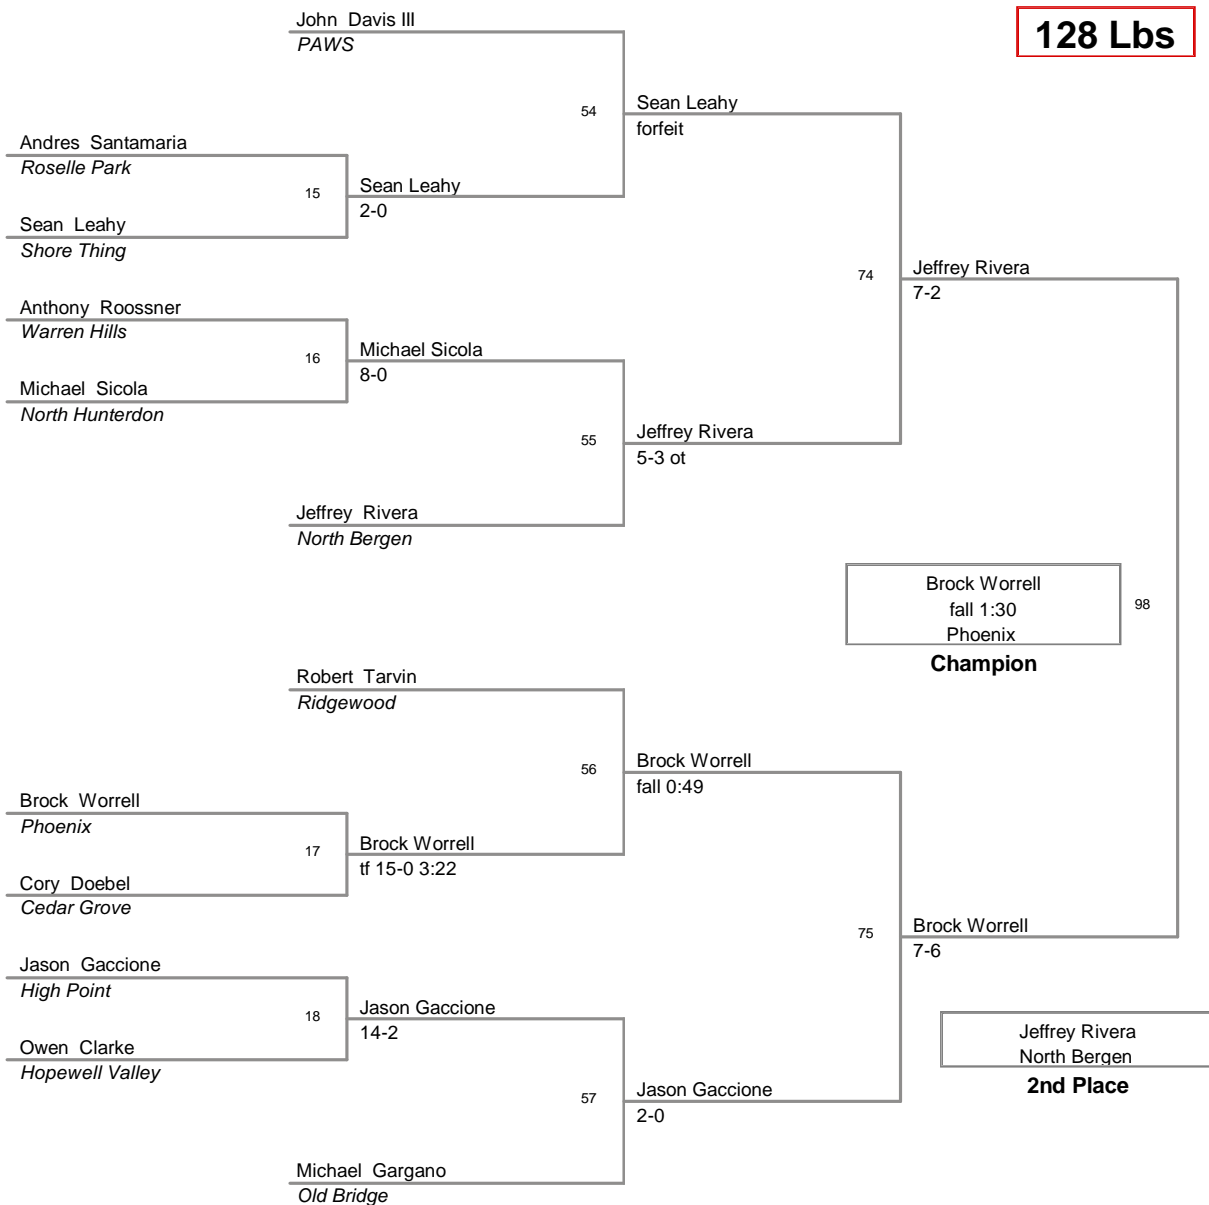 John Davis III
PAWS
128 Lbs
54
Sean Leahy
forfeit
Andres Santamaria
Roselle Park
15
Sean Leahy
2-0
Sean Leahy
Shore Thing
74
Jeffrey Rivera
7-2
Anthony Roossner
Warren Hills
16
Michael Sicola
8-0
Michael Sicola
North Hunterdon
55
Jeffrey Rivera
5-3 ot
Jeffrey Rivera
North Bergen
Brock Worrell
fall 1:30
Phoenix
98
Champion
Robert Tarvin
Ridgewood
56
Brock Worrell
fall 0:49
Brock Worrell
Phoenix
17
Brock Worrell
tf 15-0 3:22
Cory Doebel
Cedar Grove
75
Brock Worrell
7-6
Jason Gaccione
High Point
18
Jason Gaccione
14-2
Owen Clarke
Hopewell Valley
Jeffrey Rivera
North Bergen
2nd Place
57
Jason Gaccione
2-0
Michael Gargano
Old Bridge